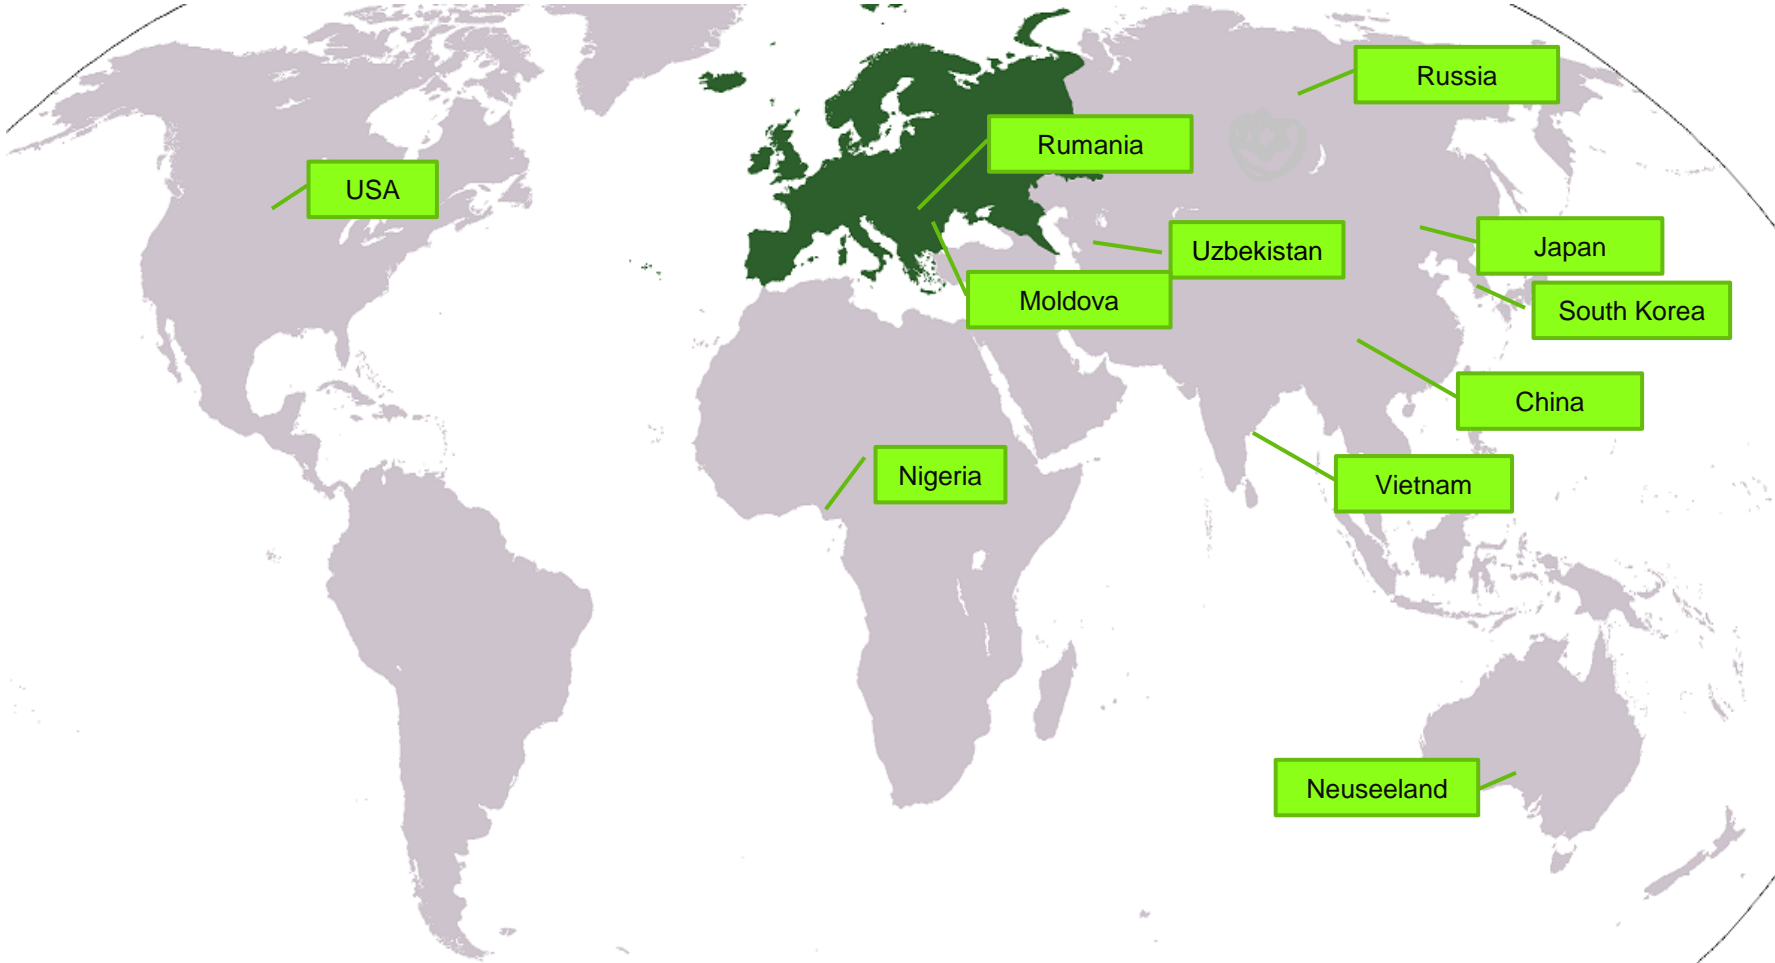 Russia
Rumania
USA
Uzbekistan
Japan
Moldova
South Korea
China
Nigeria
Vietnam
Neuseeland